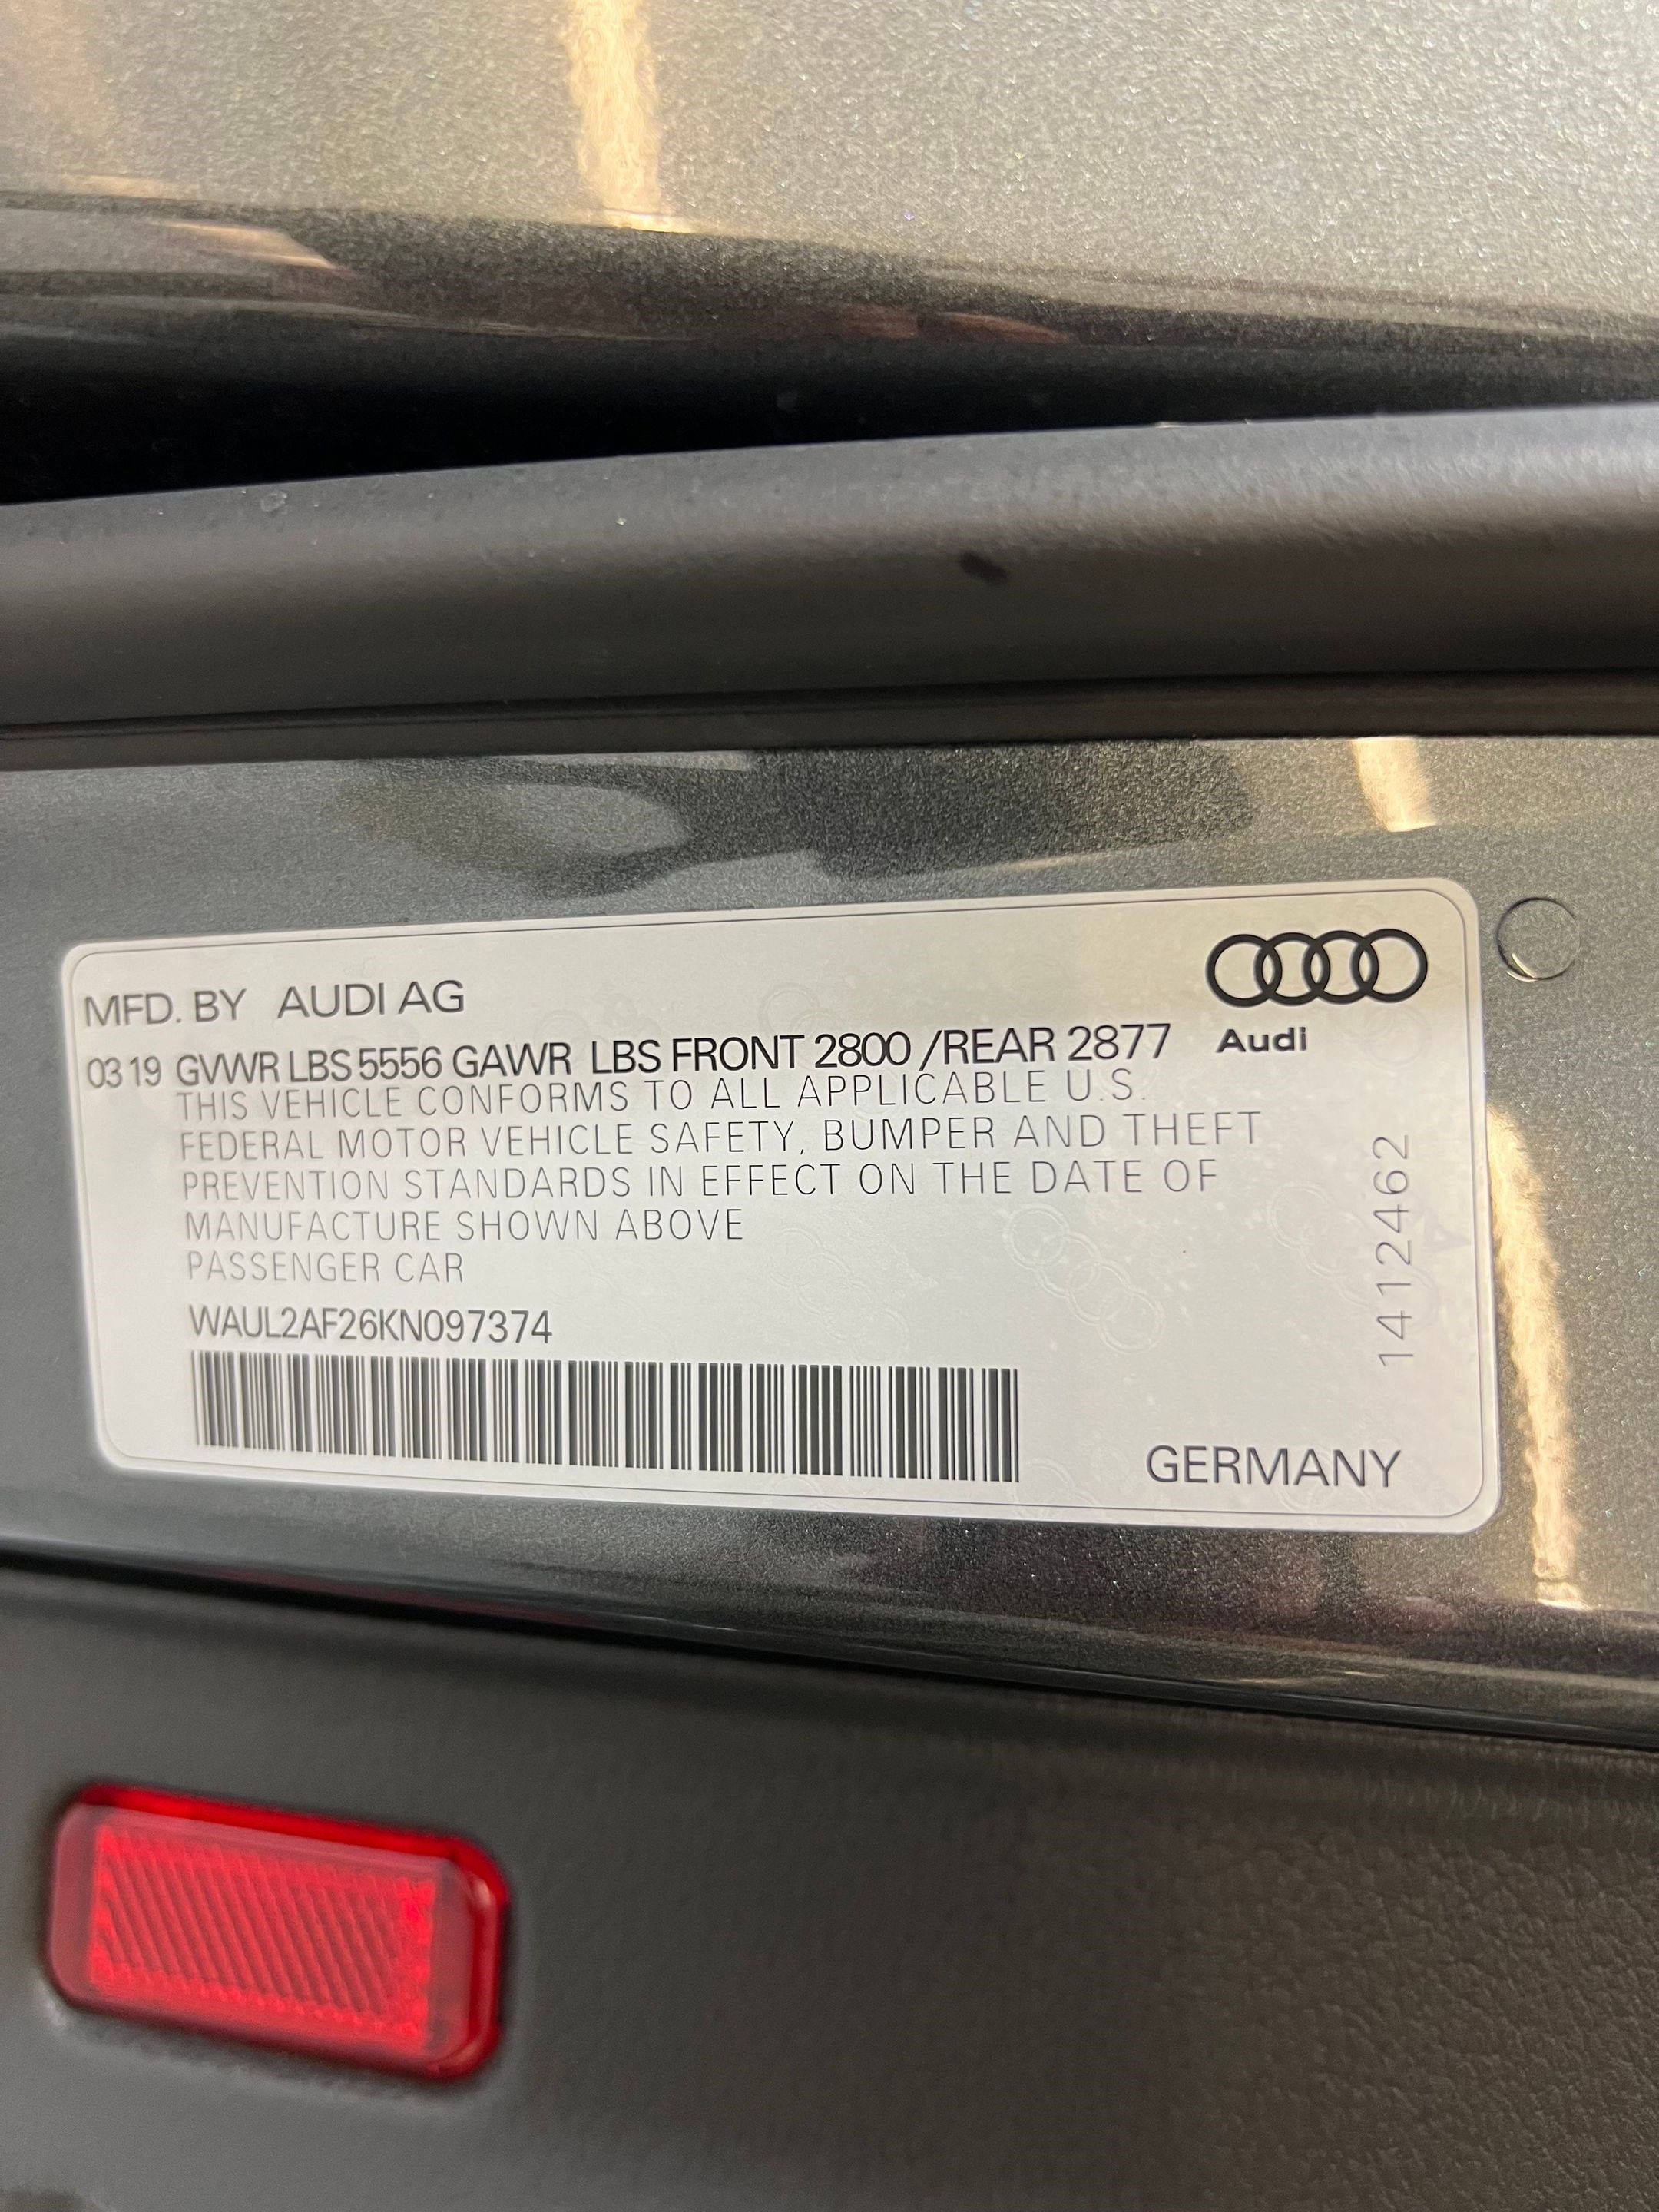 MFD. BY AUDI AG
Audi
03 19 GVWR LBS 5556 GAWR LBS FRONT 2800 /REAR 2877
THIS VEHICLE CONFORMS TO ALL APPLICABLE U.S.
FEDERAL MOTOR VEHICLE SAFETY, BUMPER AND THEFT
PREVENTION STANDARDS IN EFFECT ON THE DATE OF
MANUFACTURE SHOWN ABOVE
PASSENGER CAR
WAUL2AF26KN097374
1412462
GERMANY